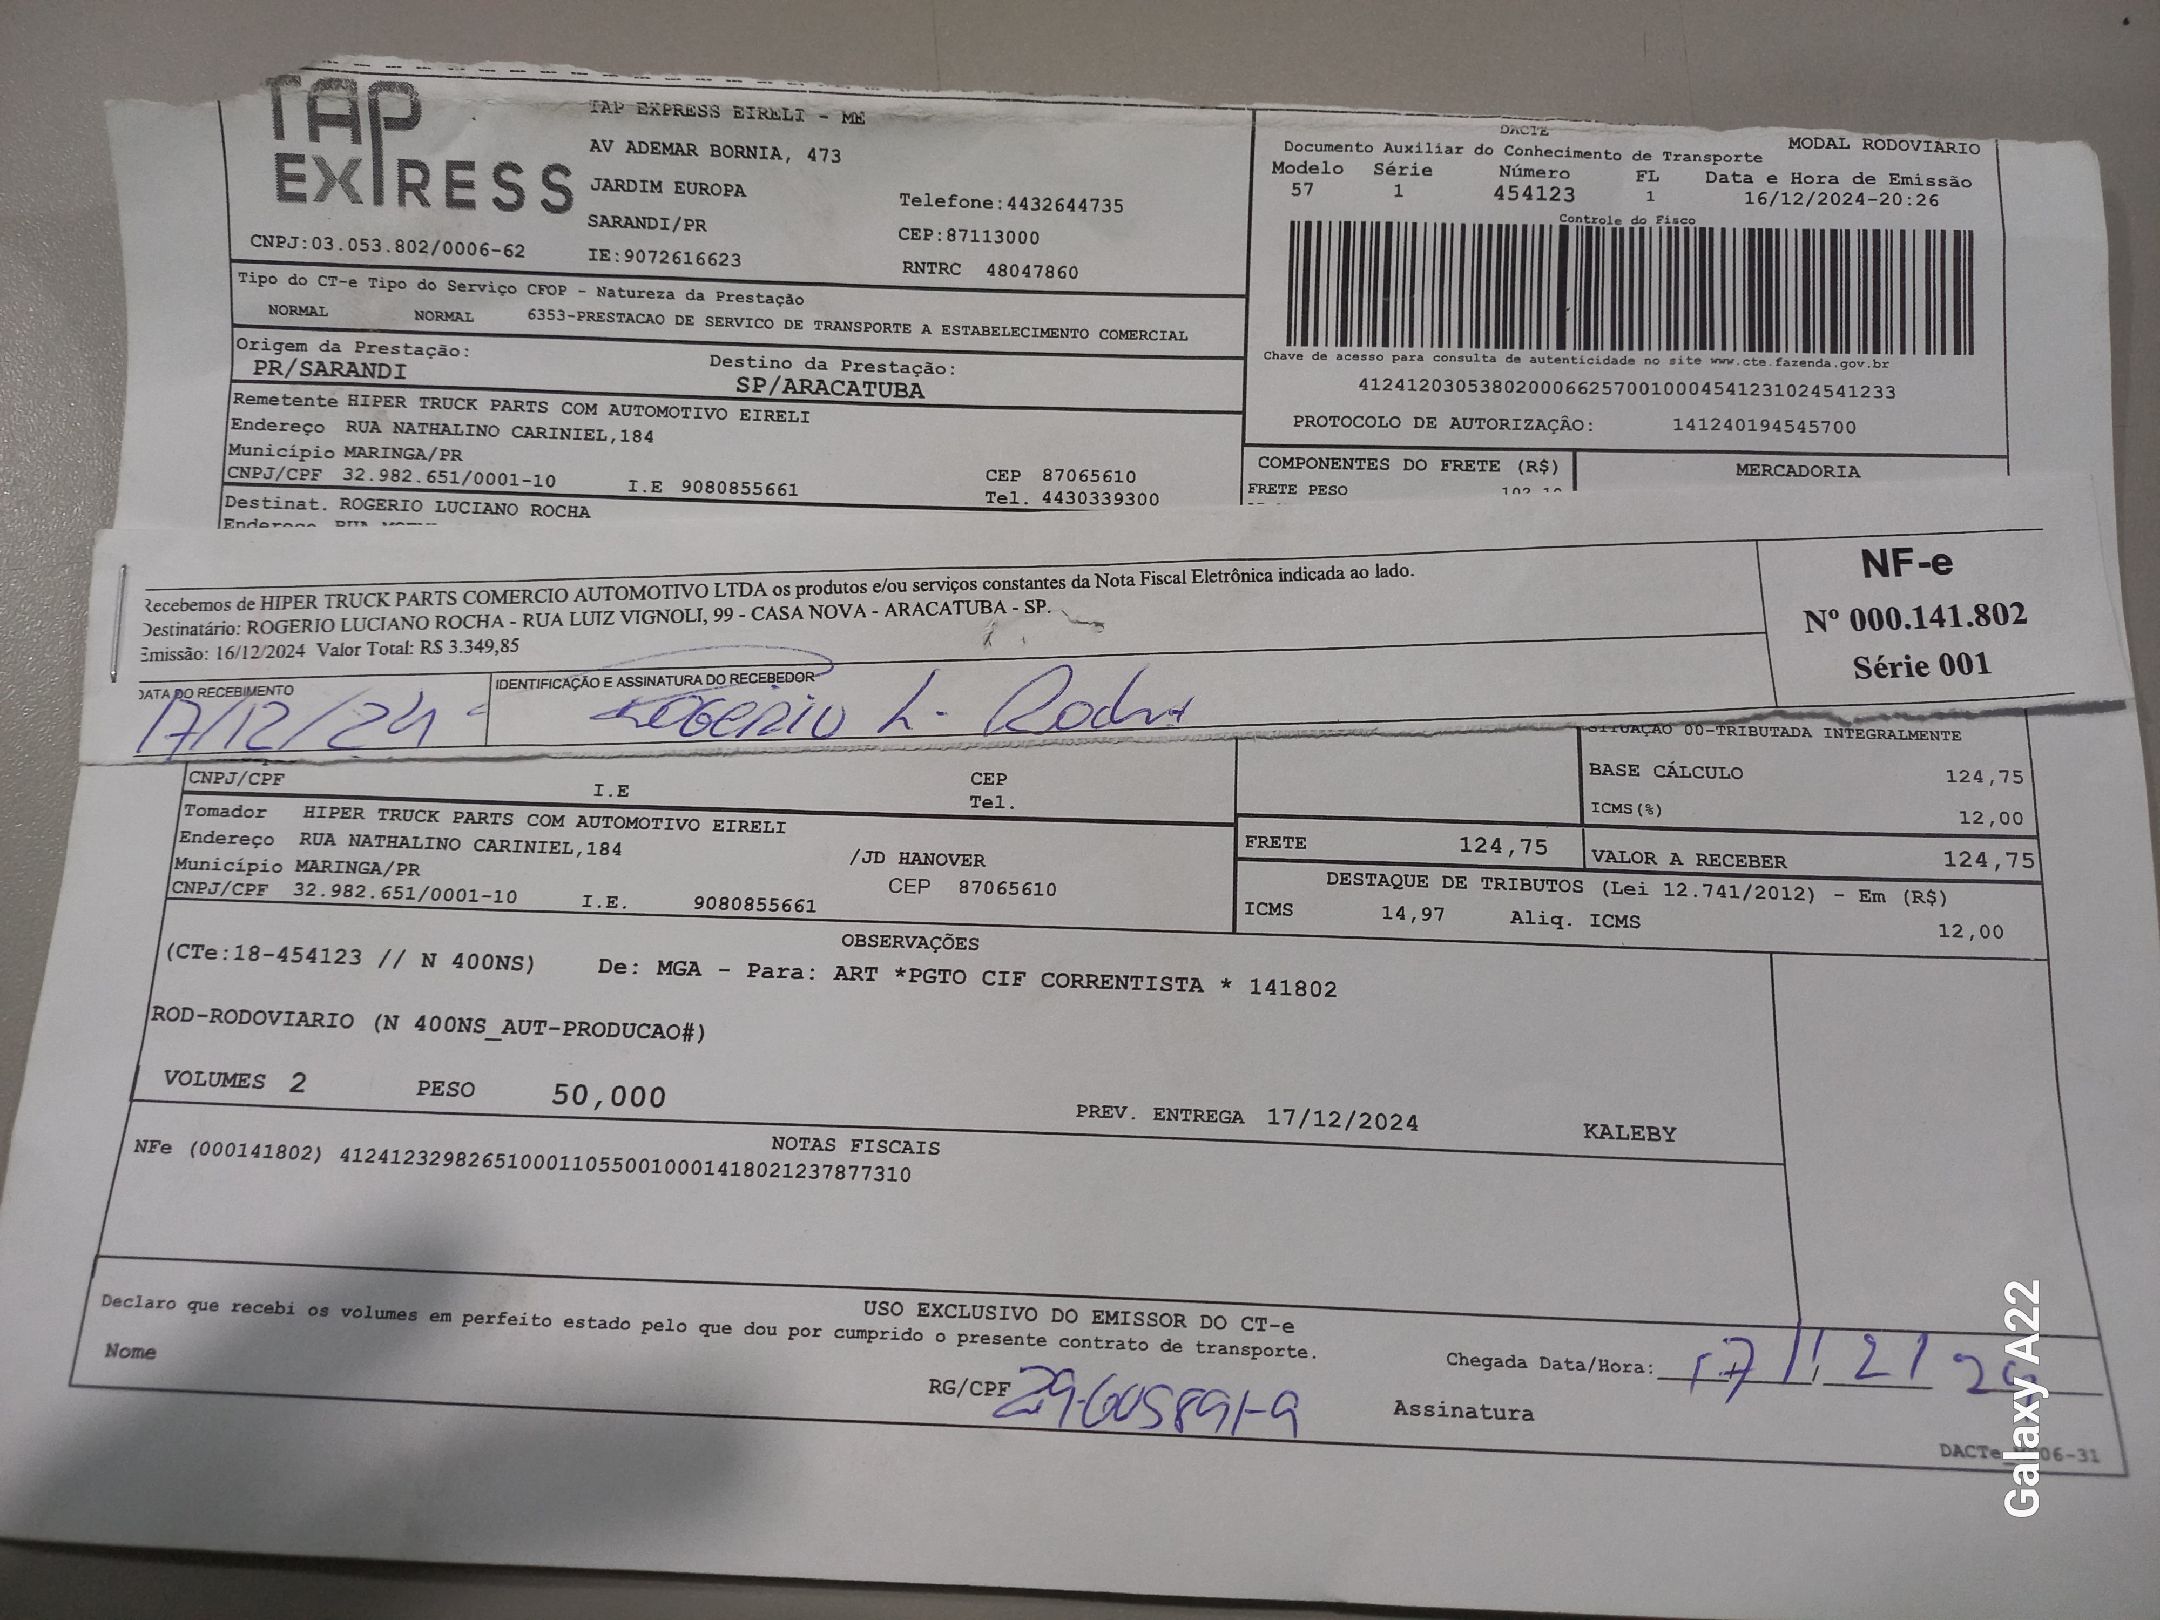 TAP EXPRESS
TAP EXPRESS EIRELI - ME
AV ADEMAR BORNIA, 473
JARDIM EUROPA
SARANDI/PR
Telefone:4432644735
CEP:87113000
CNPJ:03.053.802/0006-62
IE:9072616623
RNTRC 48047860
DACTE
Documento Auxiliar do Conhecimento de Transporte
MODAL RODOVIARIO
Modelo Série Número FL Data e Hora de Emissão
57 1 454123 1 16/12/2024-20:26
Controle do Fisco
Chave de acesso para consulta de autenticidade no site www.cte.fazenda.gov.br
41241203053802000662570010004541231024541233
PROTOCOLO DE AUTORIZAÇÃO: 141240194545700
Tipo do CT-e Tipo do Serviço CFOP - Natureza da Prestação
NORMAL NORMAL 6353-PRESTACAO DE SERVICO DE TRANSPORTE A ESTABELECIMENTO COMERCIAL
Origem da Prestação:
PR/SARANDI
Destino da Prestação:
SP/ARACATUBA
Remetente HIPER TRUCK PARTS COM AUTOMOTIVO EIRELI
Endereço RUA NATHALINO CARINIEL,184
Município MARINGA/PR
CNPJ/CPF 32.982.651/0001-10 I.E 9080855661
CEP 87065610
Tel. 4430339300
COMPONENTES DO FRETE (R$) MERCADORIA
FRETE PESO
Destinat. ROGERIO LUCIANO ROCHA
Endereço RUA
Recebemos de HIPER TRUCK PARTS COMERCIO AUTOMOTIVO LTDA os produtos e/ou serviços constantes da Nota Fiscal Eletrônica indicada ao lado.
Destinatário: ROGERIO LUCIANO ROCHA - RUA LUIZ VIGNOLI, 99 - CASA NOVA - ARACATUBA - SP.
Emissão: 16/12/2024 Valor Total: R$ 3.349,85
NF-e
Nº 000.141.802
Série 001
DATA DO RECEBIMENTO
17/12/24
IDENTIFICAÇÃO E ASSINATURA DO RECEBEDOR
ROGERIO L. Rocha
SITUAÇÃO 00-TRIBUTADA INTEGRALMENTE
BASE CÁLCULO 124,75
ICMS(%) 12,00
CNPJ/CPF I.E CEP
Tel.
Tomador HIPER TRUCK PARTS COM AUTOMOTIVO EIRELI
Endereço RUA NATHALINO CARINIEL,184 /JD HANOVER
Município MARINGA/PR CEP 87065610
CNPJ/CPF 32.982.651/0001-10 I.E. 9080855661
FRETE 124,75 VALOR A RECEBER 124,75
DESTAQUE DE TRIBUTOS (Lei 12.741/2012) - Em (R$)
ICMS 14,97 Aliq. ICMS 12,00
OBSERVAÇÕES
(CTe:18-454123 // N 400NS) De: MGA - Para: ART *PGTO CIF CORRENTISTA * 141802
ROD-RODOVIARIO (N 400NS_AUT-PRODUCAO#)
VOLUMES 2 PESO 50,000 PREV. ENTREGA 17/12/2024 KALEBY
NOTAS FISCAIS
NFe (000141802) 41241232982651000110550010001418021237877310
USO EXCLUSIVO DO EMISSOR DO CT-e
Declaro que recebi os volumes em perfeito estado pelo que dou por cumprido o presente contrato de transporte.
Nome
RG/CPF 29.605891-9
Chegada Data/Hora: 17/12/24
Assinatura
Galaxy A22